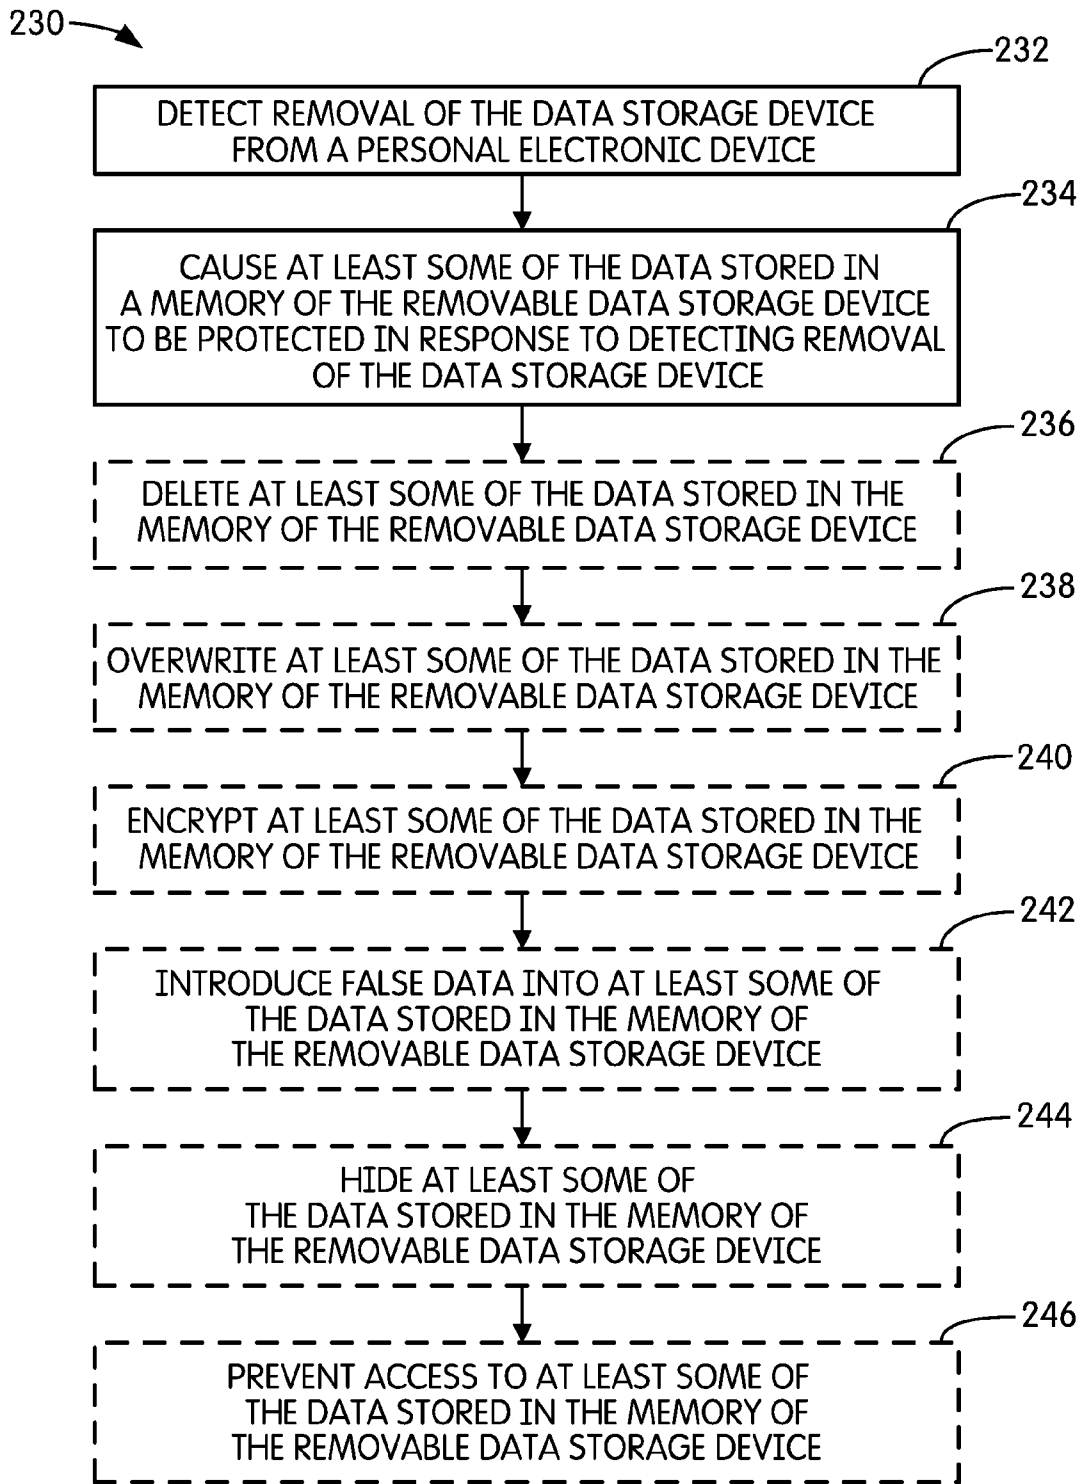 230
232
DETECT REMOVAL OF THE DATA STORAGE DEVICE
FROM A PERSONAL ELECTRONIC DEVICE
234
CAUSE AT LEAST SOME OF THE DATA STORED IN
A MEMORY OF THE REMOVABLE DATA STORAGE DEVICE
TO BE PROTECTED IN RESPONSE TO DETECTING REMOVAL
OF THE DATA STORAGE DEVICE
236
DELETE AT LEAST SOME OF THE DATA STORED IN THE
MEMORY OF THE REMOVABLE DATA STORAGE DEVICE
238
OVERWRITE AT LEAST SOME OF THE DATA STORED IN THE
MEMORY OF THE REMOVABLE DATA STORAGE DEVICE
240
ENCRYPT AT LEAST SOME OF THE DATA STORED IN THE
MEMORY OF THE REMOVABLE DATA STORAGE DEVICE
242
INTRODUCE FALSE DATA INTO AT LEAST SOME OF
THE DATA STORED IN THE MEMORY OF
THE REMOVABLE DATA STORAGE DEVICE
244
HIDE AT LEAST SOME OF
THE DATA STORED IN THE MEMORY OF
THE REMOVABLE DATA STORAGE DEVICE
246
PREVENT ACCESS TO AT LEAST SOME OF
THE DATA STORED IN THE MEMORY OF
THE REMOVABLE DATA STORAGE DEVICE